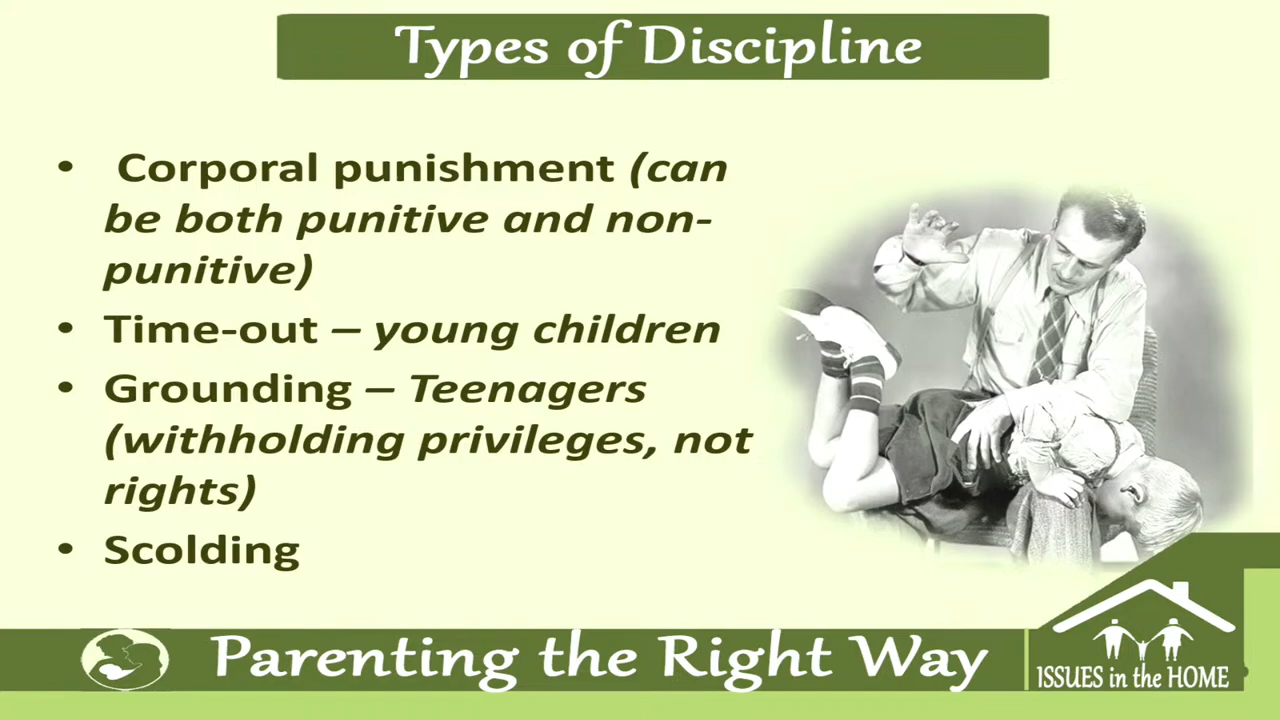 Types of Discipline
• Corporal punishment (can
be both punitive and non-
punitive)
• Time-out – young children
• Grounding – Teenagers
(withholding privileges, not
rights)
• Scolding
Parenting the Right Way
ISSUES in the HOME